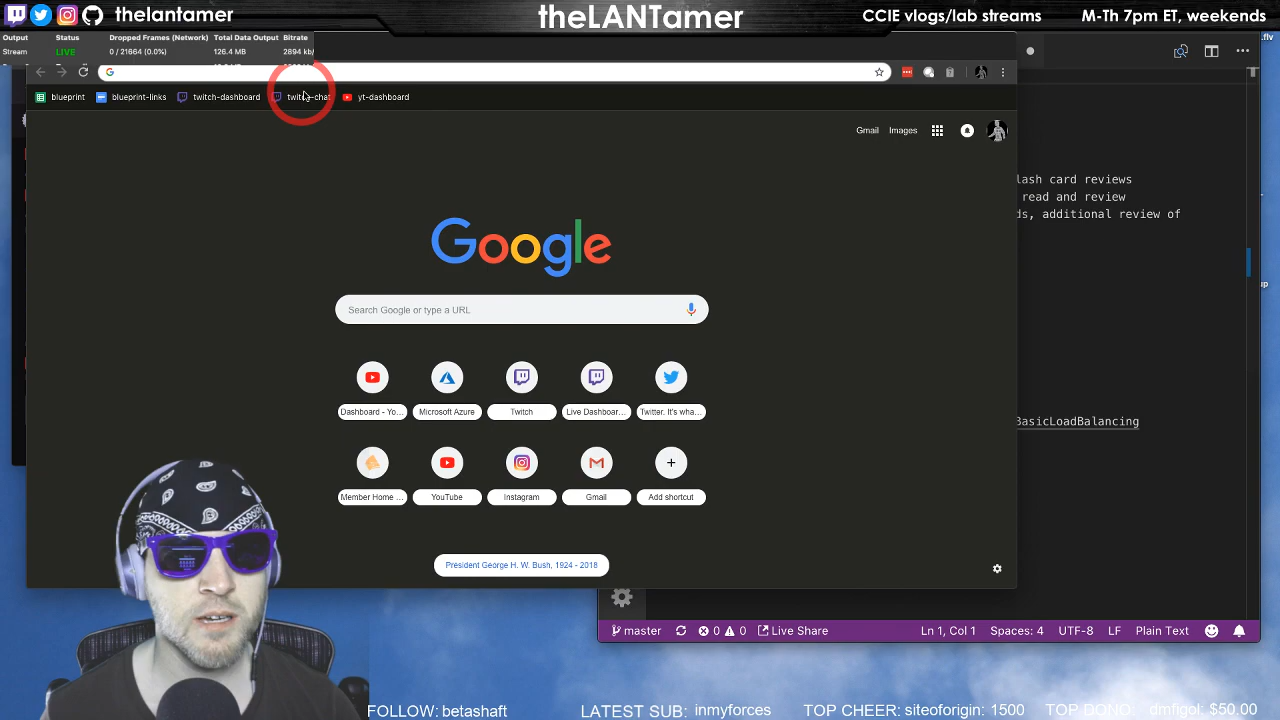 thelantamer
theLANTamer
CCIE vlogs/lab streams
M-Th 7pm ET, weekends
Output
Status
Dropped Frames (Network)
Total Data Output
Bitrate
Stream
LIVE
0 / 21664 (0.0%)
126.4 MB
2894 kb/
.flv
blueprint
blueprint-links
twitch-dashboard
twitch-chat
yt-dashboard
Gmail
Images
lash card reviews
read and review
ds, additional review of
up
Google
Search Google or type a URL
Dashboard - Yo...
Microsoft Azure
Twitch
Live Dashboar...
Twitter. It's wha...
BasicLoadBalancing
Member Home ...
YouTube
Instagram
Gmail
Add shortcut
President George H. W. Bush, 1924 - 2018
master
0
0
Live Share
Ln 1, Col 1
Spaces: 4
UTF-8
LF
Plain Text
FOLLOW: betashaft
LATEST SUB: inmyforces
TOP CHEER: siteoforigin: 1500
TOP DONO: dmfigol: $50.00